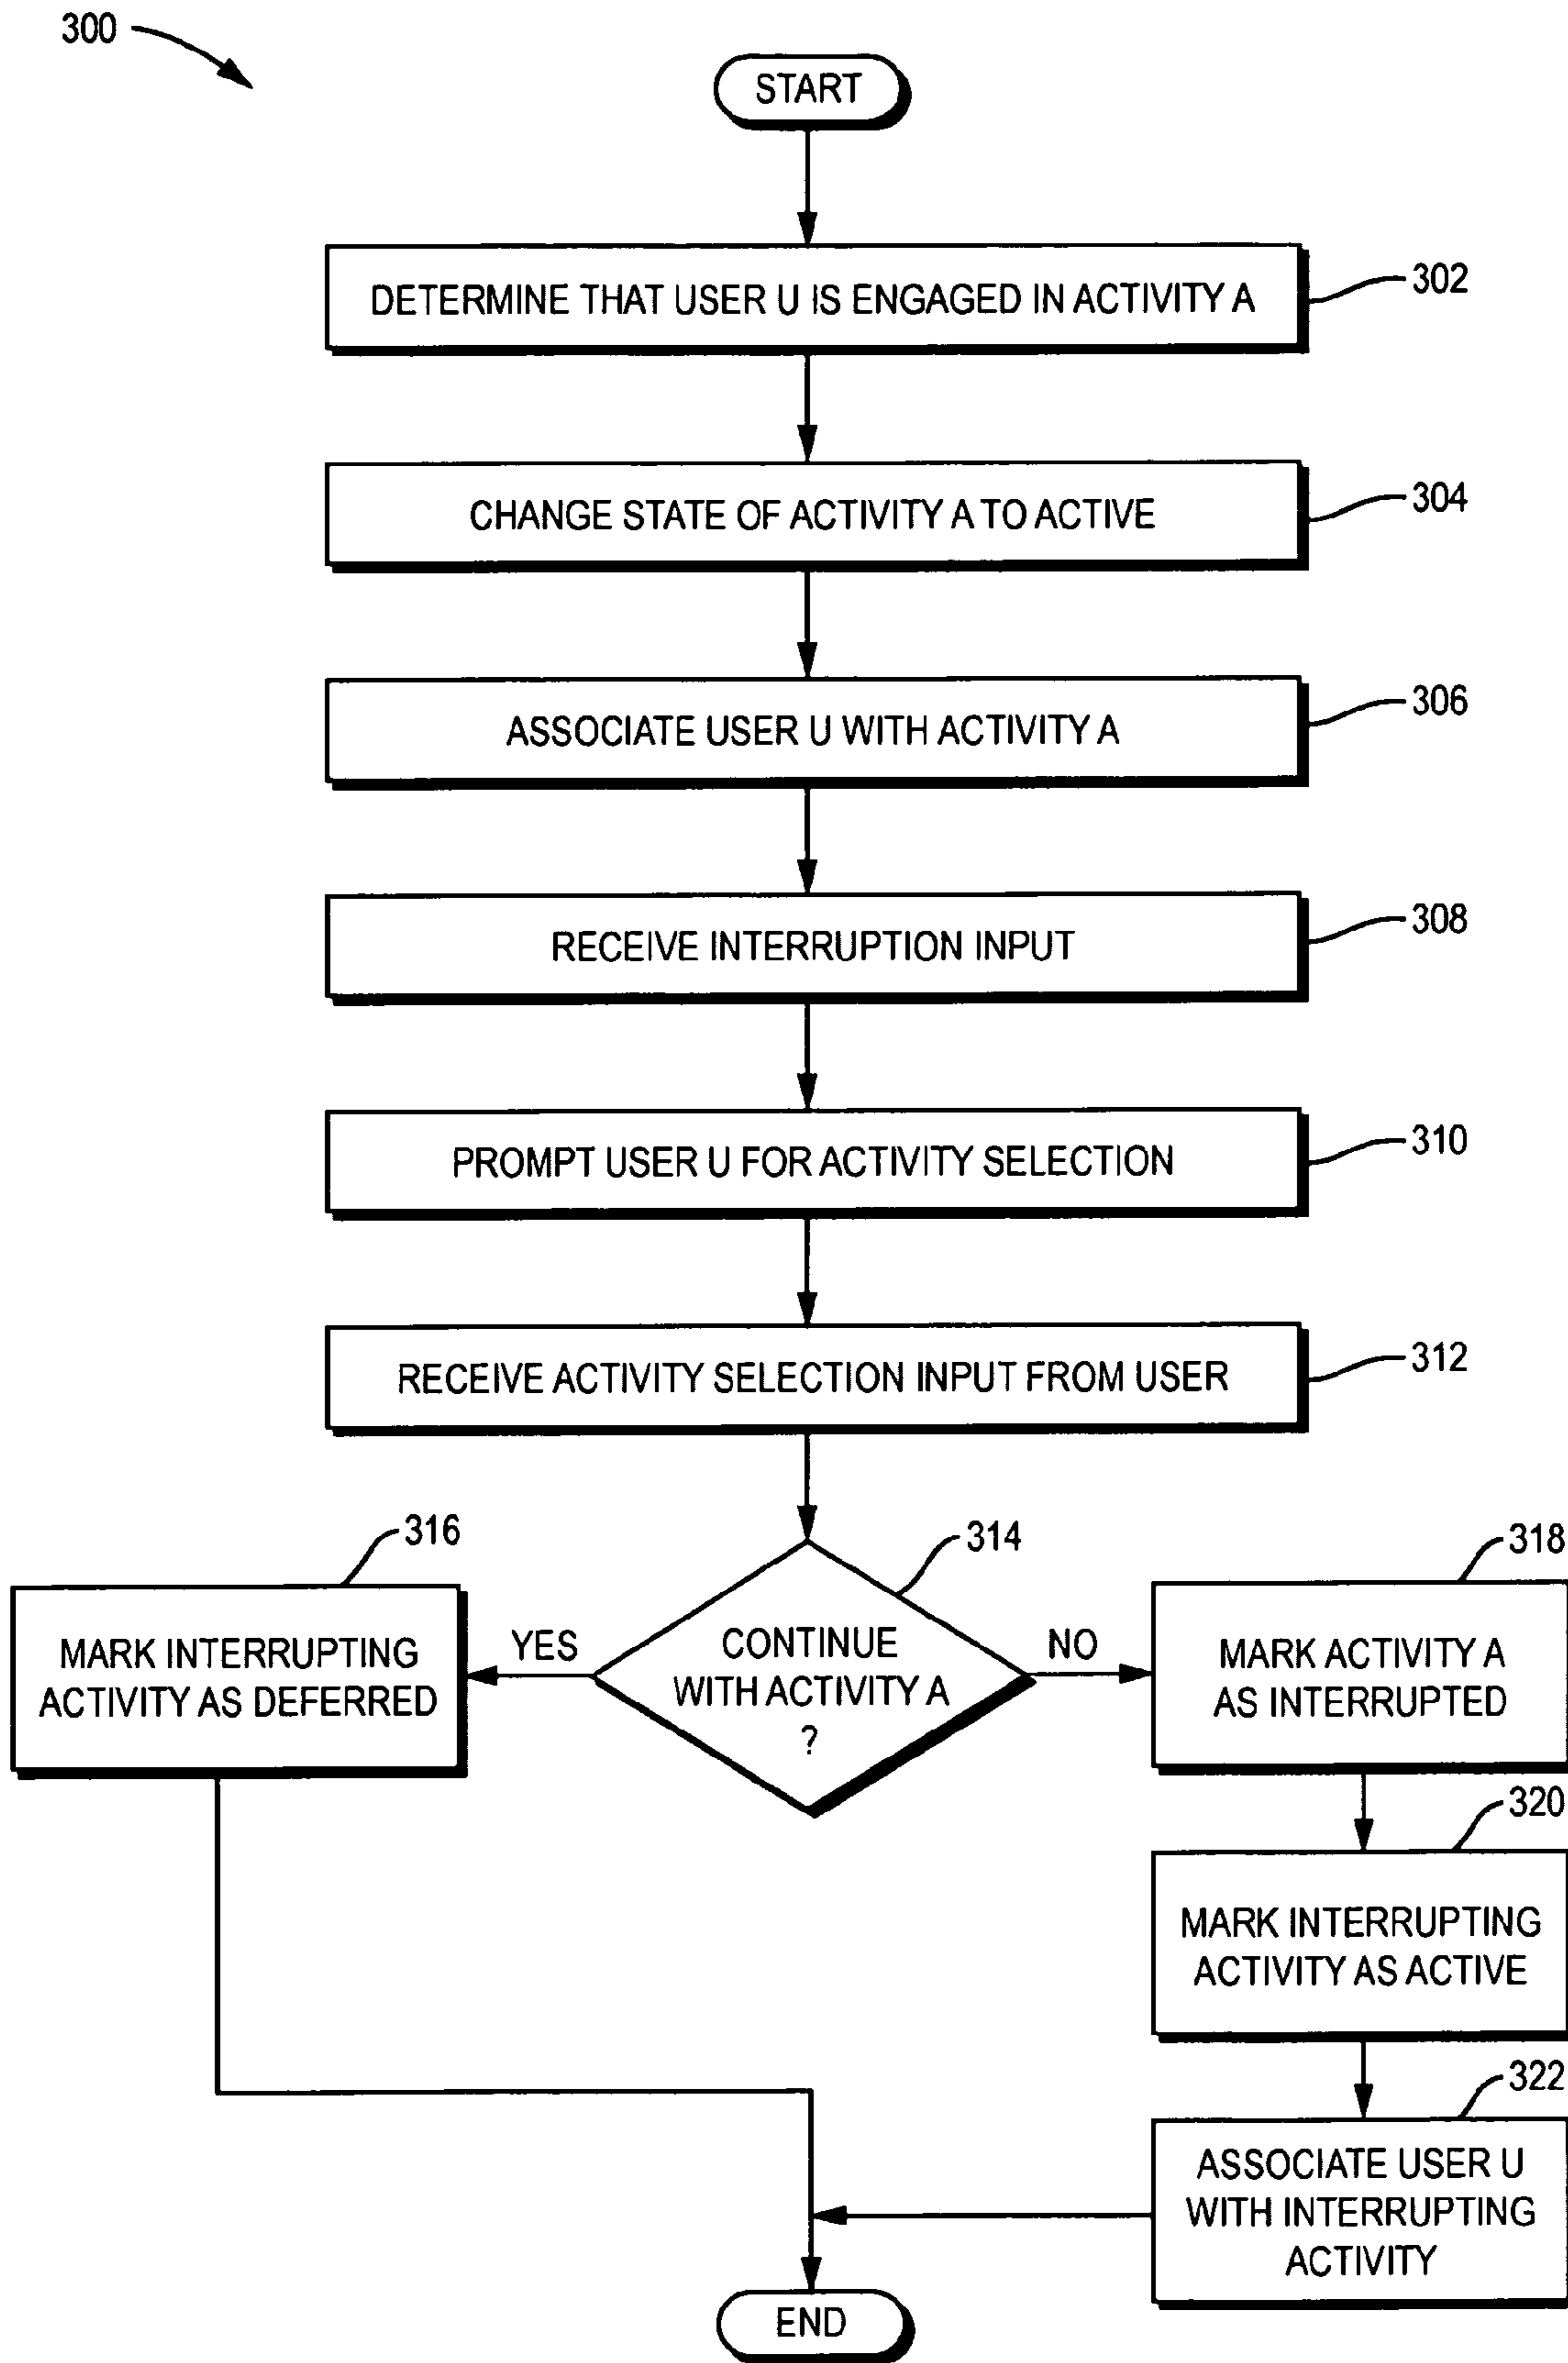 300
START
DETERMINE THAT USER U IS ENGAGED IN ACTIVITY A
302
CHANGE STATE OF ACTIVITY A TO ACTIVE
304
ASSOCIATE USER U WITH ACTIVITY A
306
RECEIVE INTERRUPTION INPUT
308
PROMPT USER U FOR ACTIVITY SELECTION
310
RECEIVE ACTIVITY SELECTION INPUT FROM USER
312
316
MARK INTERRUPTING
ACTIVITY AS DEFERRED
YES
314
CONTINUE
WITH ACTIVITY A
?
NO
318
MARK ACTIVITY A
AS INTERRUPTED
320
MARK INTERRUPTING
ACTIVITY AS ACTIVE
322
ASSOCIATE USER U
WITH INTERRUPTING
ACTIVITY
END